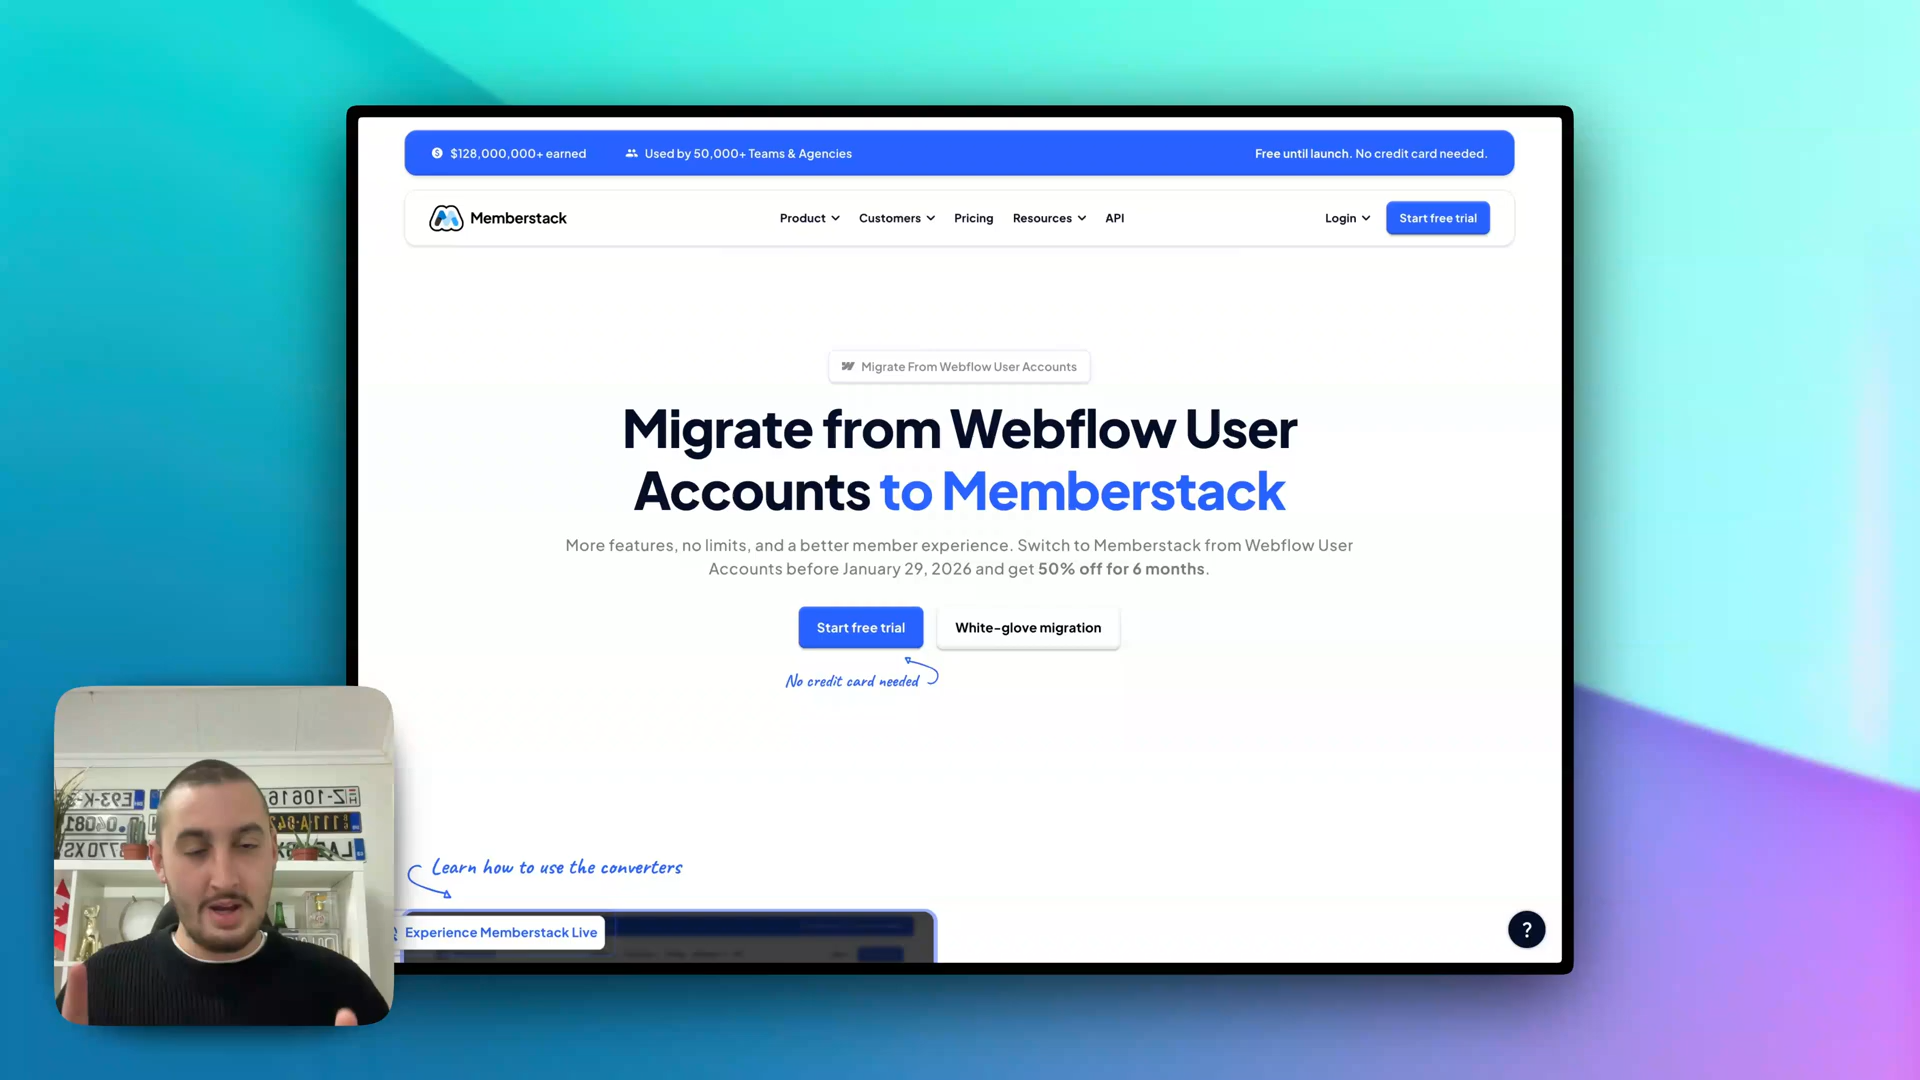 $128,000,000+ earned
Used by 50,000+ Teams & Agencies
Free until launch. No credit card needed.
Memberstack
Product
Customers
Pricing
Resources
API
Login
Start free trial
Migrate From Webflow User Accounts
Migrate from Webflow User
Accounts to Memberstack
More features, no limits, and a better member experience. Switch to Memberstack from Webflow User
Accounts before January 29, 2026 and get 50% off for 6 months.
Start free trial
White-glove migration
No credit card needed
Learn how to use the converters
Experience Memberstack Live
?